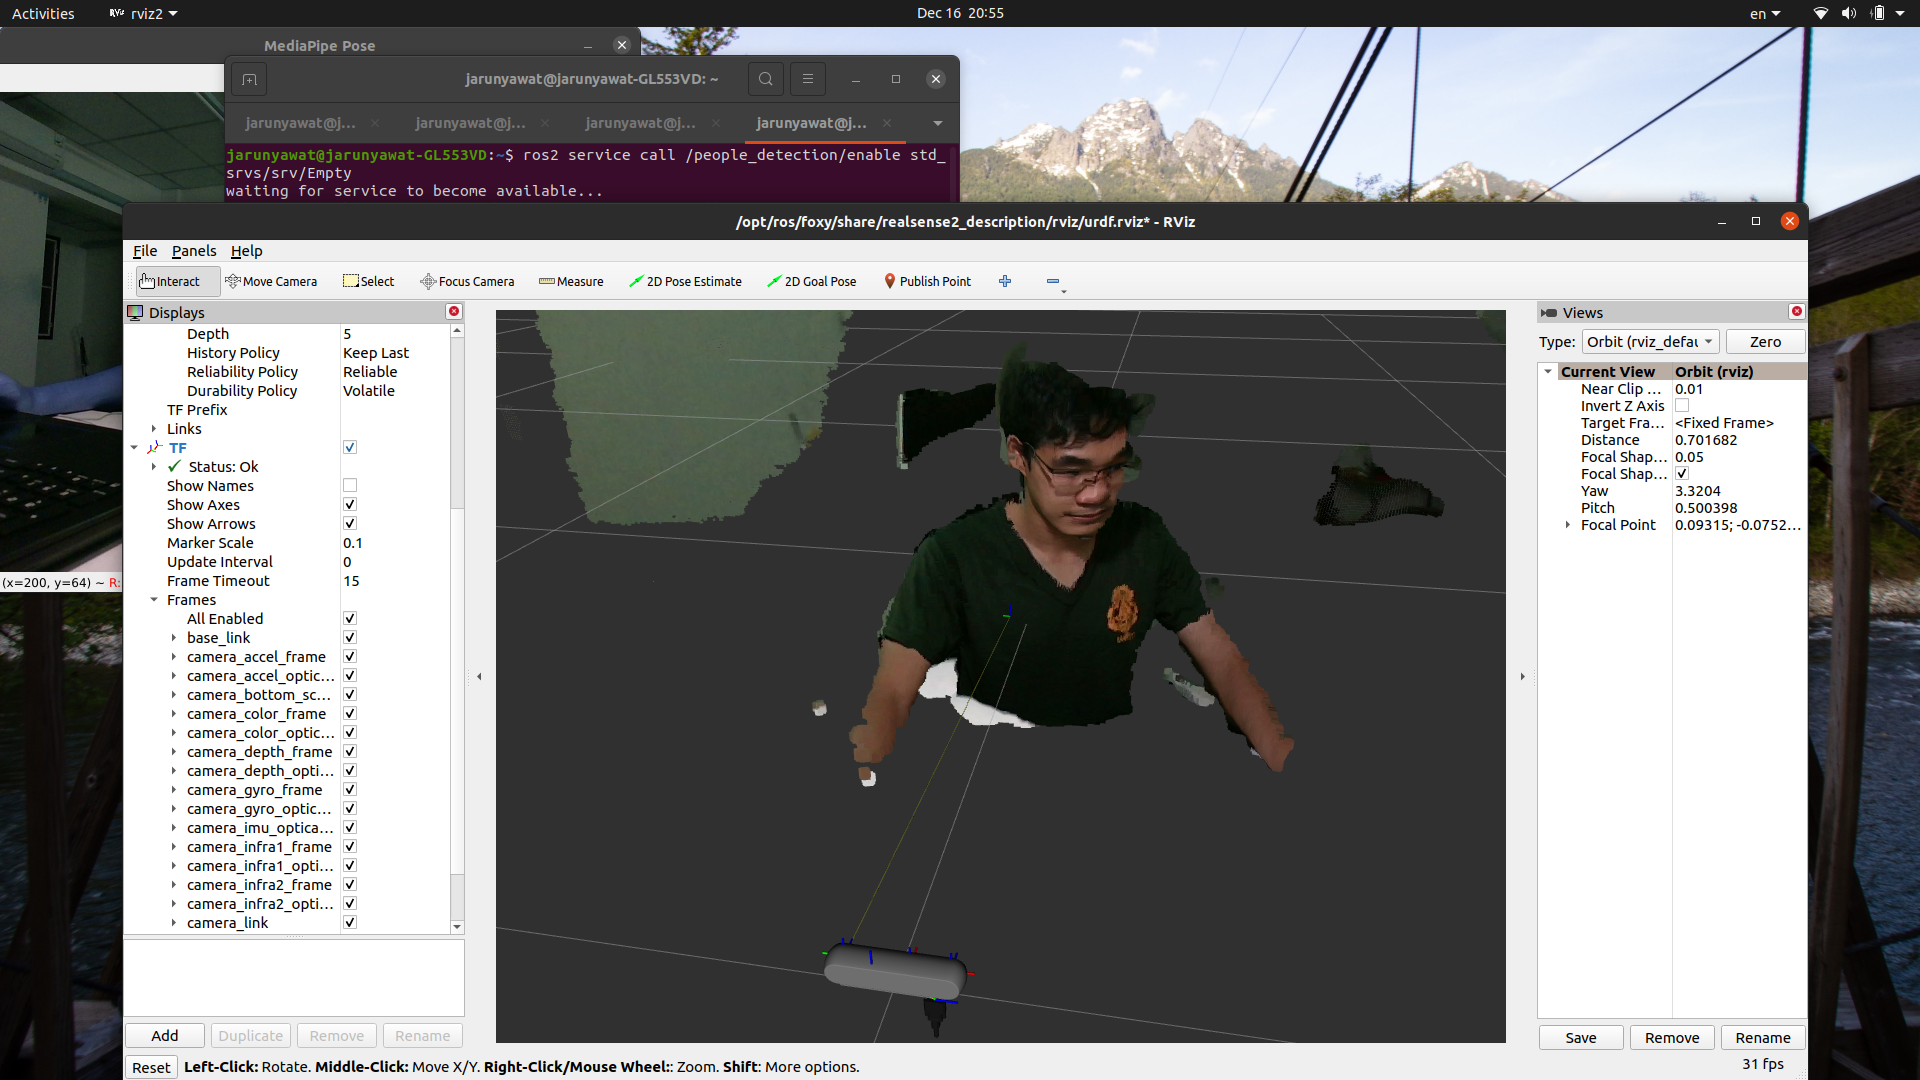 Activities
rviz2
Dec 16 20:55
en
MediaPipe Pose
jarunyawat@jarunyawat-GL553VD: ~
jarunyawat@j...
jarunyawat@j...
jarunyawat@j...
jarunyawat@j...
jarunyawat@jarunyawat-GL553VD:~$ ros2 service call /people_detection/enable std_
srvs/srv/Empty
waiting for service to become available...
(x=200, y=64) ~ R:
/opt/ros/foxy/share/realsense2_description/rviz/urdf.rviz* - RViz
File Panels Help
Interact Move Camera Select Focus Camera Measure 2D Pose Estimate 2D Goal Pose Publish Point
Displays
Depth 5
History Policy Keep Last
Reliability Policy Reliable
Durability Policy Volatile
TF Prefix
Links
TF
Status: Ok
Show Names
Show Axes
Show Arrows
Marker Scale 0.1
Update Interval 0
Frame Timeout 15
Frames
All Enabled
base_link
camera_accel_frame
camera_accel_optic...
camera_bottom_sc...
camera_color_frame
camera_color_optic...
camera_depth_frame
camera_depth_opti...
camera_gyro_frame
camera_gyro_optic...
camera_imu_optica...
camera_infra1_frame
camera_infra1_opti...
camera_infra2_frame
camera_infra2_opti...
camera_link
Add Duplicate Remove Rename
Reset Left-Click: Rotate. Middle-Click: Move X/Y. Right-Click/Mouse Wheel:: Zoom. Shift: More options.
Views
Type: Orbit (rviz_defau Zero
Current View Orbit (rviz)
Near Clip ... 0.01
Invert Z Axis
Target Fra... <Fixed Frame>
Distance 0.701682
Focal Shap... 0.05
Focal Shap...
Yaw 3.3204
Pitch 0.500398
Focal Point 0.09315; -0.0752...
Save Remove Rename
31 fps